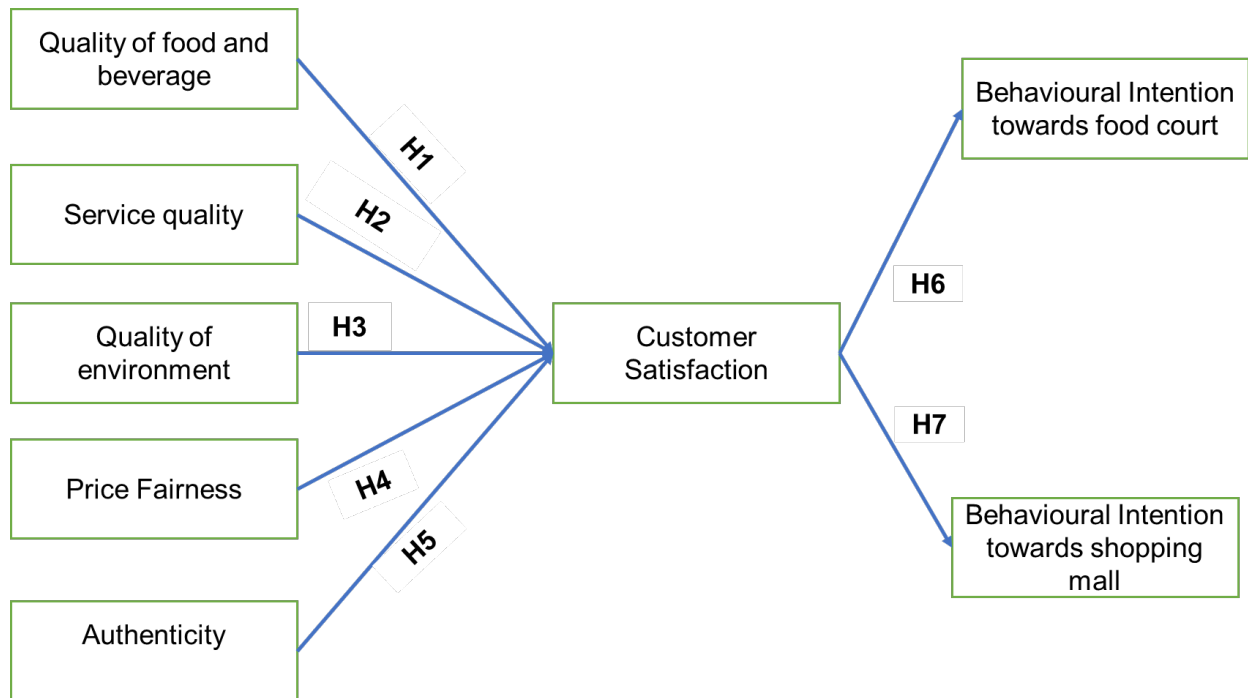 Quality of food and
beverage
H1
Service quality
H2
Quality of
environment
H3
Price Fairness
H4
Authenticity
H5
Customer
Satisfaction
H6
Behavioural Intention
towards food court
H7
Behavioural Intention
towards shopping
mall